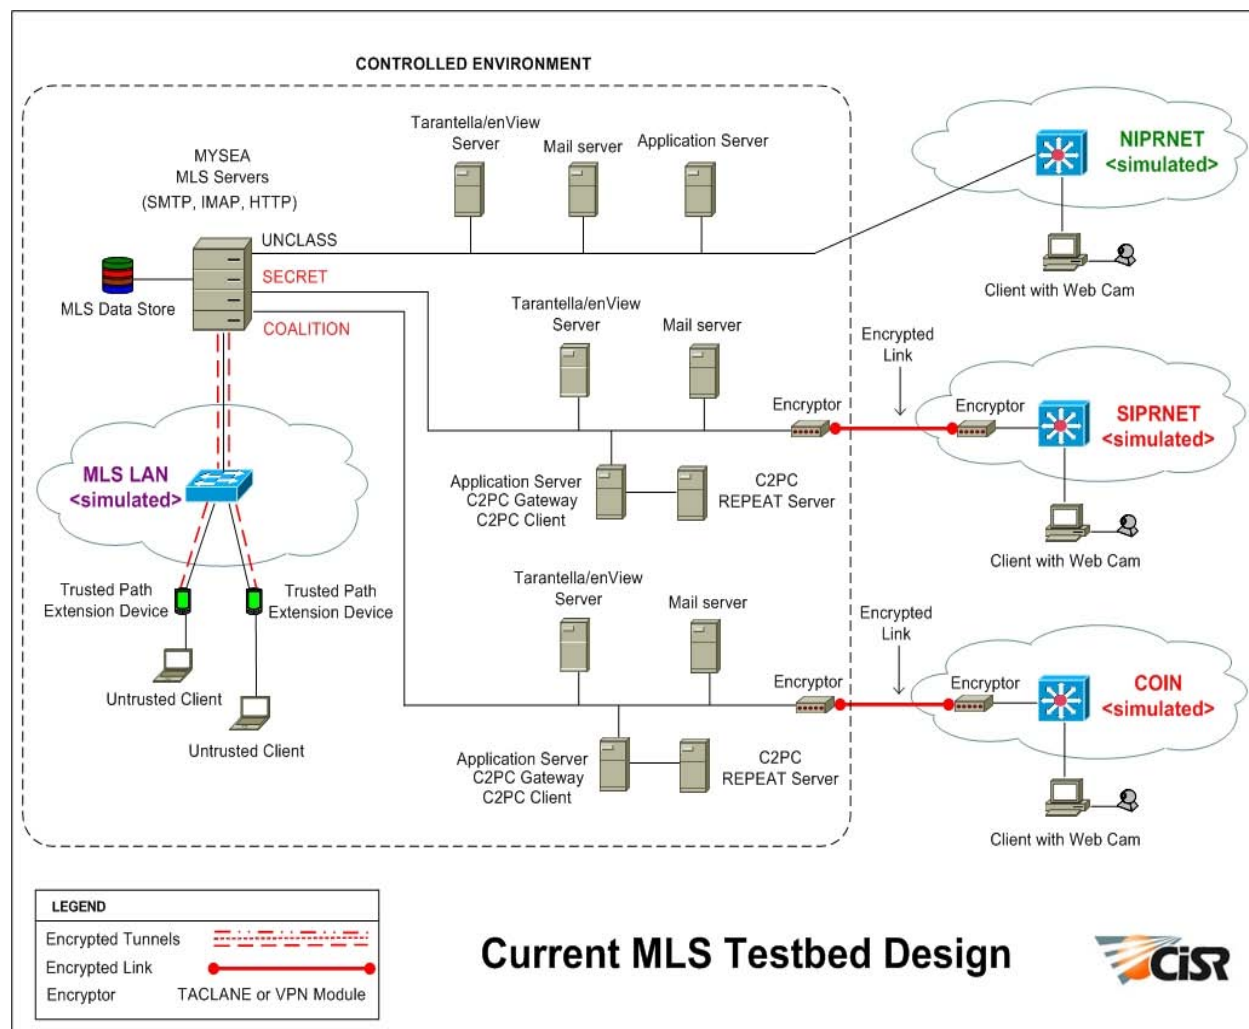 CONTROLLED ENVIRONMENT
MYSEA
MLS Servers
(SMTP, IMAP, HTTP)
Tarantella/enView
Server
Mail server
Application Server
NIPRNET
<simulated>
UNCLASS
SECRET
COALITION
MLS Data Store
Client with Web Cam
Tarantella/enView
Server
Mail server
Encrypted
Link
Encryptor
Encryptor
SIPRNET
<simulated>
MLS LAN
<simulated>
Application Server
C2PC Gateway
C2PC Client
C2PC
REPEAT Server
Client with Web Cam
Trusted Path
Extension Device
Trusted Path
Extension Device
Untrusted Client
Untrusted Client
Tarantella/enView
Server
Mail server
Encrypted
Link
Encryptor
Encryptor
COIN
<simulated>
Application Server
C2PC Gateway
C2PC Client
C2PC
REPEAT Server
Client with Web Cam
LEGEND
Encrypted Tunnels
Encrypted Link
Encryptor TACLANE or VPN Module
Current MLS Testbed Design
CiSR